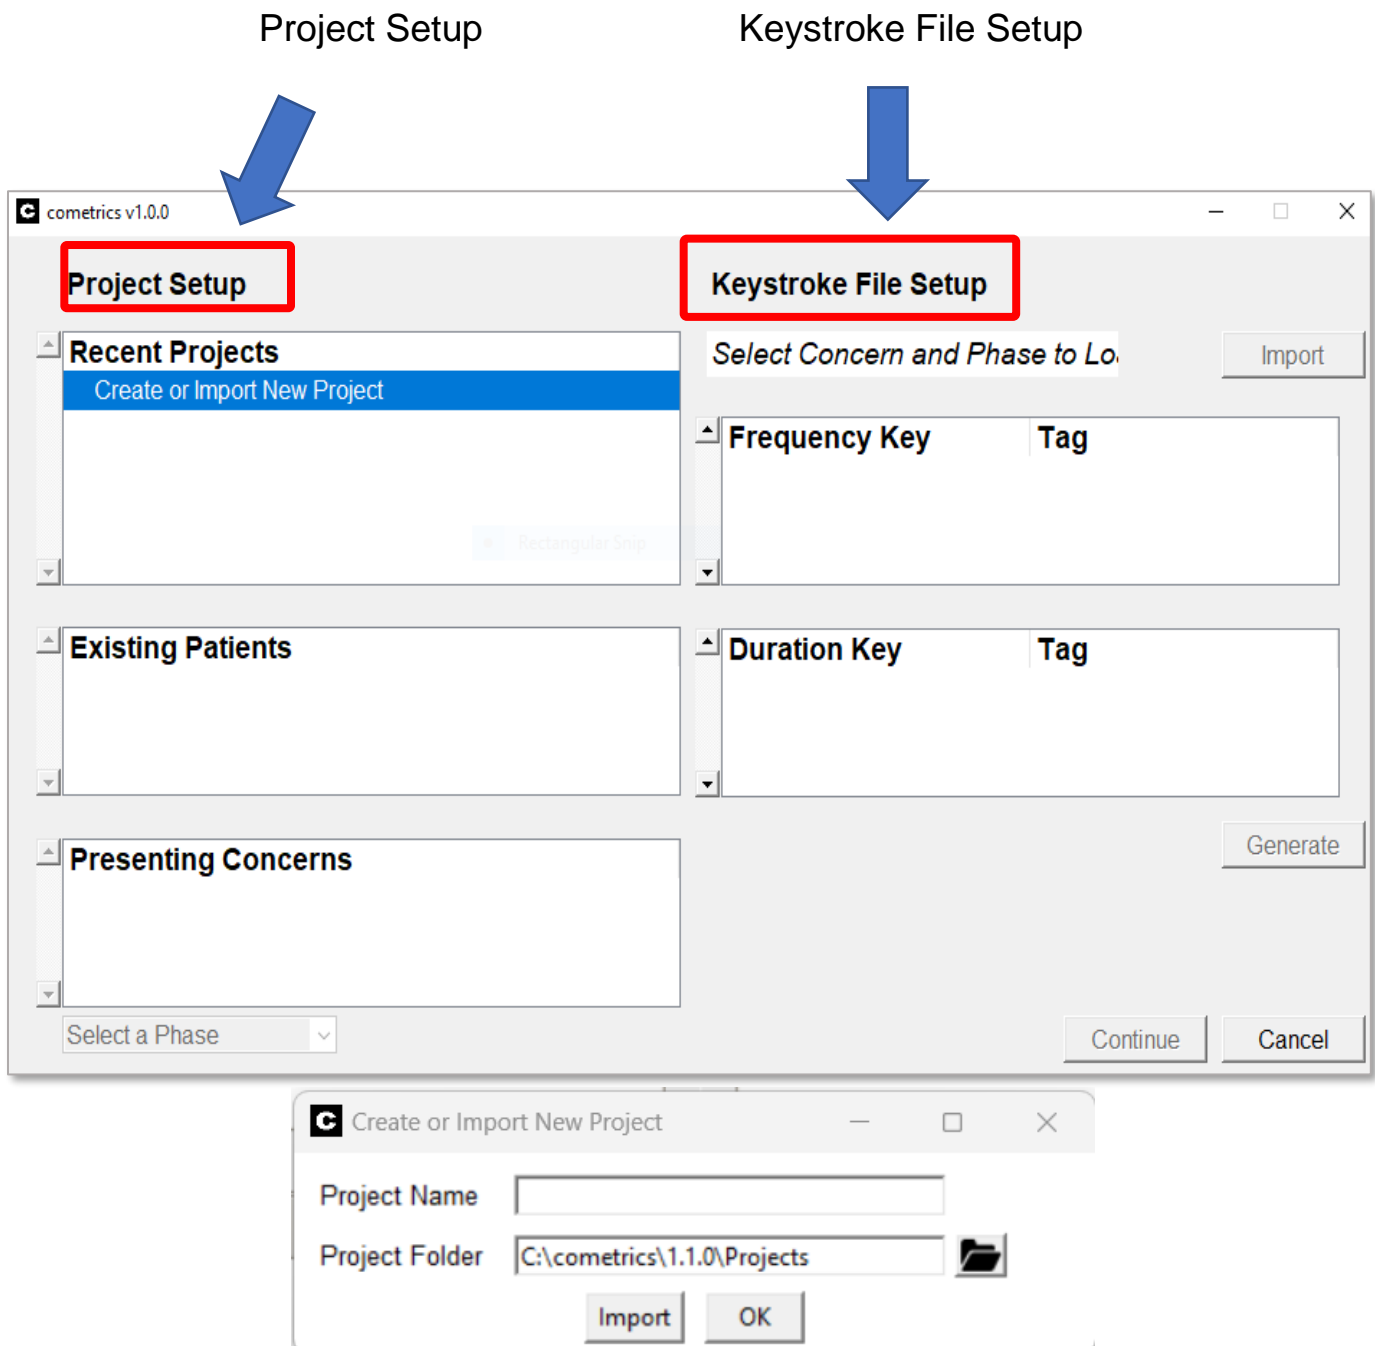 Project Setup
Keystroke File Setup
c cometrics v1.0.0
Project Setup
Keystroke File Setup
Recent Projects
Create or Import New Project
Select Concern and Phase to Lo
Import
Frequency Key
Tag
Rectangular Snip
Existing Patients
Duration Key
Tag
Presenting Concerns
Generate
Select a Phase
Continue
Cancel
c Create or Import New Project
Project Name
Project Folder
C:\cometrics\1.1.0\Projects
Import
OK